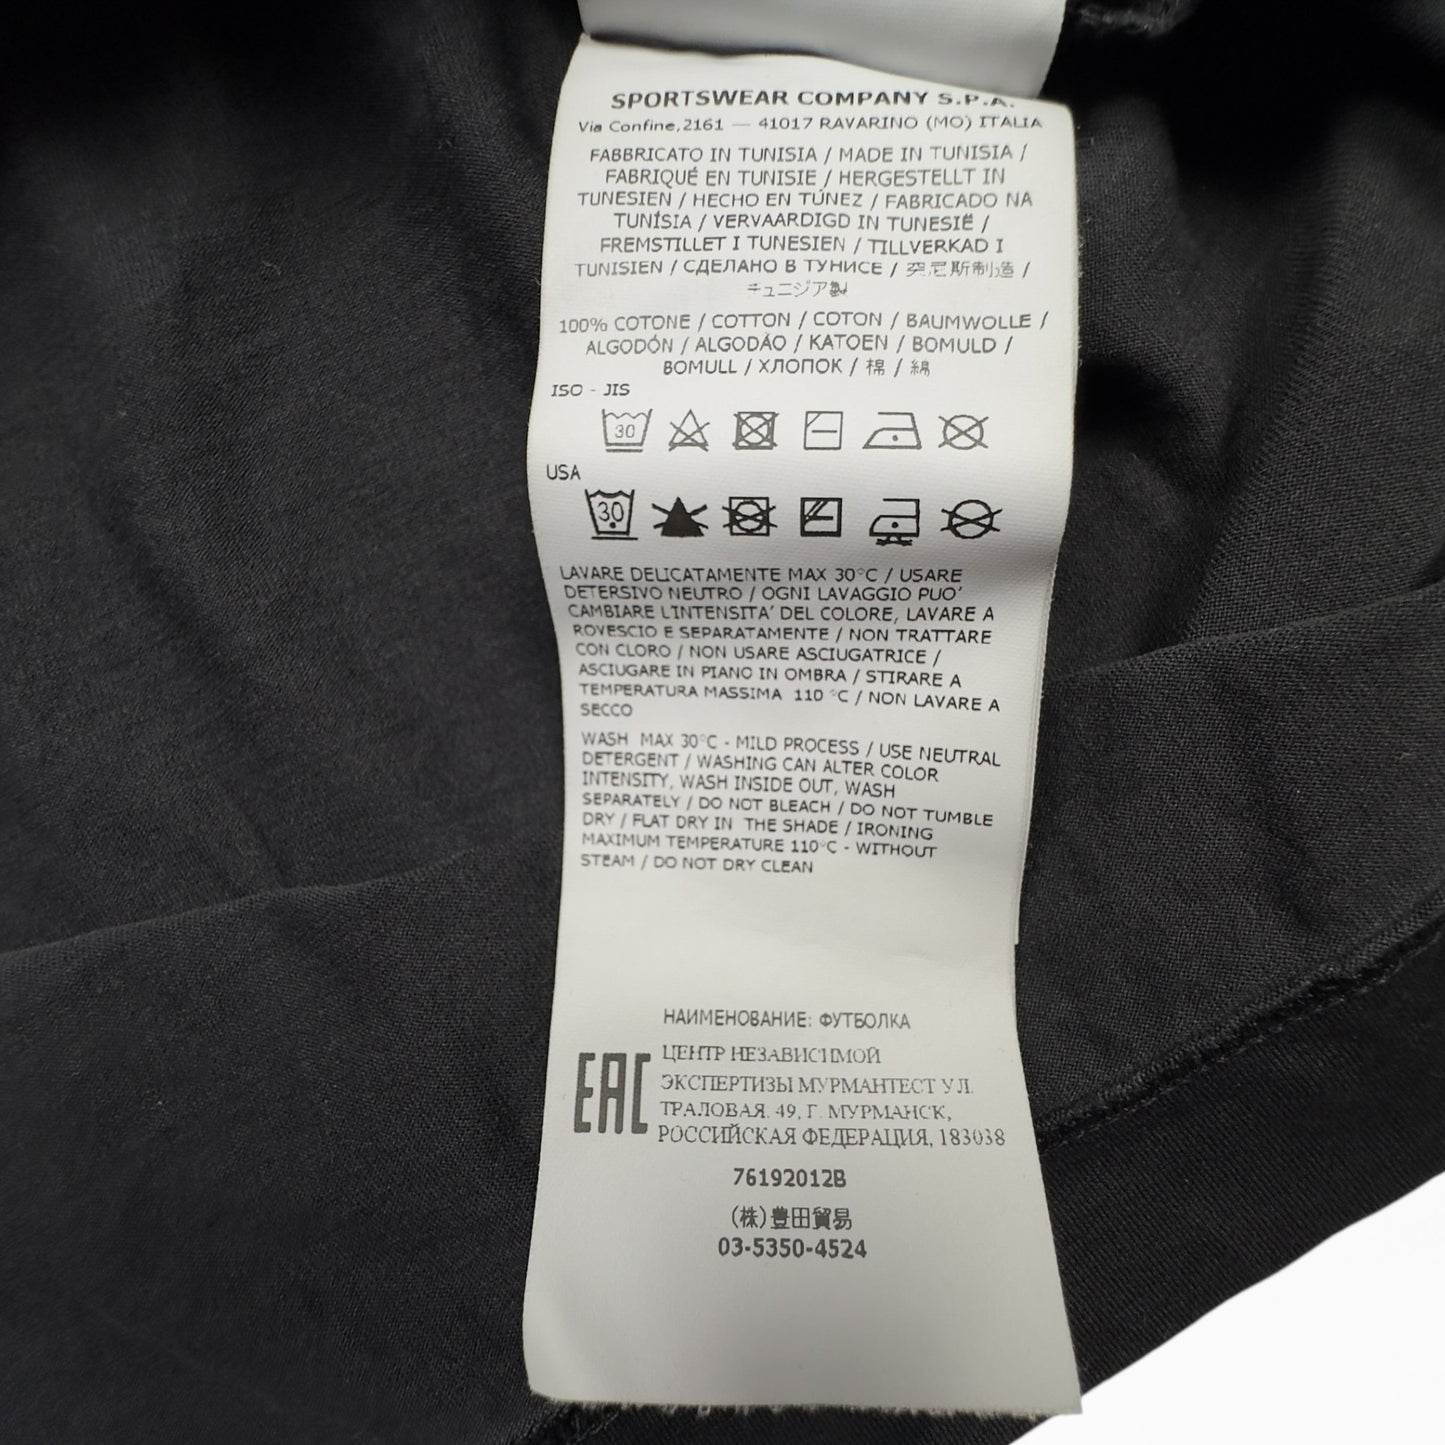 SPORTSWEAR COMPANY S.P.A.
Via Confine,2161 — 41017 RAVARINO (MO) ITALIA
FABBRICATO IN TUNISIA / MADE IN TUNISIA /
FABRIQUÉ EN TUNISIE / HERGESTELLT IN
TUNESIEN / HECHO EN TÚNEZ / FABRICADO NA
TUNÍSIA / VERVAARDIGD IN TUNESIË /
FREMSTILLET I TUNESIEN / TILLVERKAD I
TUNISIEN / СДЕЛАНО В ТУНИСЕ / 突尼斯制造 /
チュニジア製
100% COTONE / COTTON / COTON / BAUMWOLLE /
ALGODÓN / ALGODÃO / KATOEN / BOMULD /
BOMULL / ХЛОПОК / 棉 / 綿
ISO - JIS
30
USA
30
LAVARE DELICATAMENTE MAX 30°C / USARE
DETERSIVO NEUTRO / OGNI LAVAGGIO PUO'
CAMBIARE L'INTENSITA' DEL COLORE, LAVARE A
ROVESCIO E SEPARATAMENTE / NON TRATTARE
CON CLORO / NON USARE ASCIUGATRICE /
ASCIUGARE IN PIANO IN OMBRA / STIRARE A
TEMPERATURA MASSIMA 110 °C / NON LAVARE A
SECCO
WASH MAX 30°C - MILD PROCESS / USE NEUTRAL
DETERGENT / WASHING CAN ALTER COLOR
INTENSITY, WASH INSIDE OUT, WASH
SEPARATELY / DO NOT BLEACH / DO NOT TUMBLE
DRY / FLAT DRY IN THE SHADE / IRONING
MAXIMUM TEMPERATURE 110°C - WITHOUT
STEAM / DO NOT DRY CLEAN
НАИМЕНОВАНИЕ: ФУТБОЛКА
EAC
ЦЕНТР НЕЗАВИСИМОЙ
ЭКСПЕРТИЗЫ МУРМАНТЕСТ УЛ.
ТРАЛОВАЯ. 49, Г. МУРМАНСК,
РОССИЙСКАЯ ФЕДЕРАЦИЯ, 183038
76192012B
(株)豊田貿易
03-5350-4524